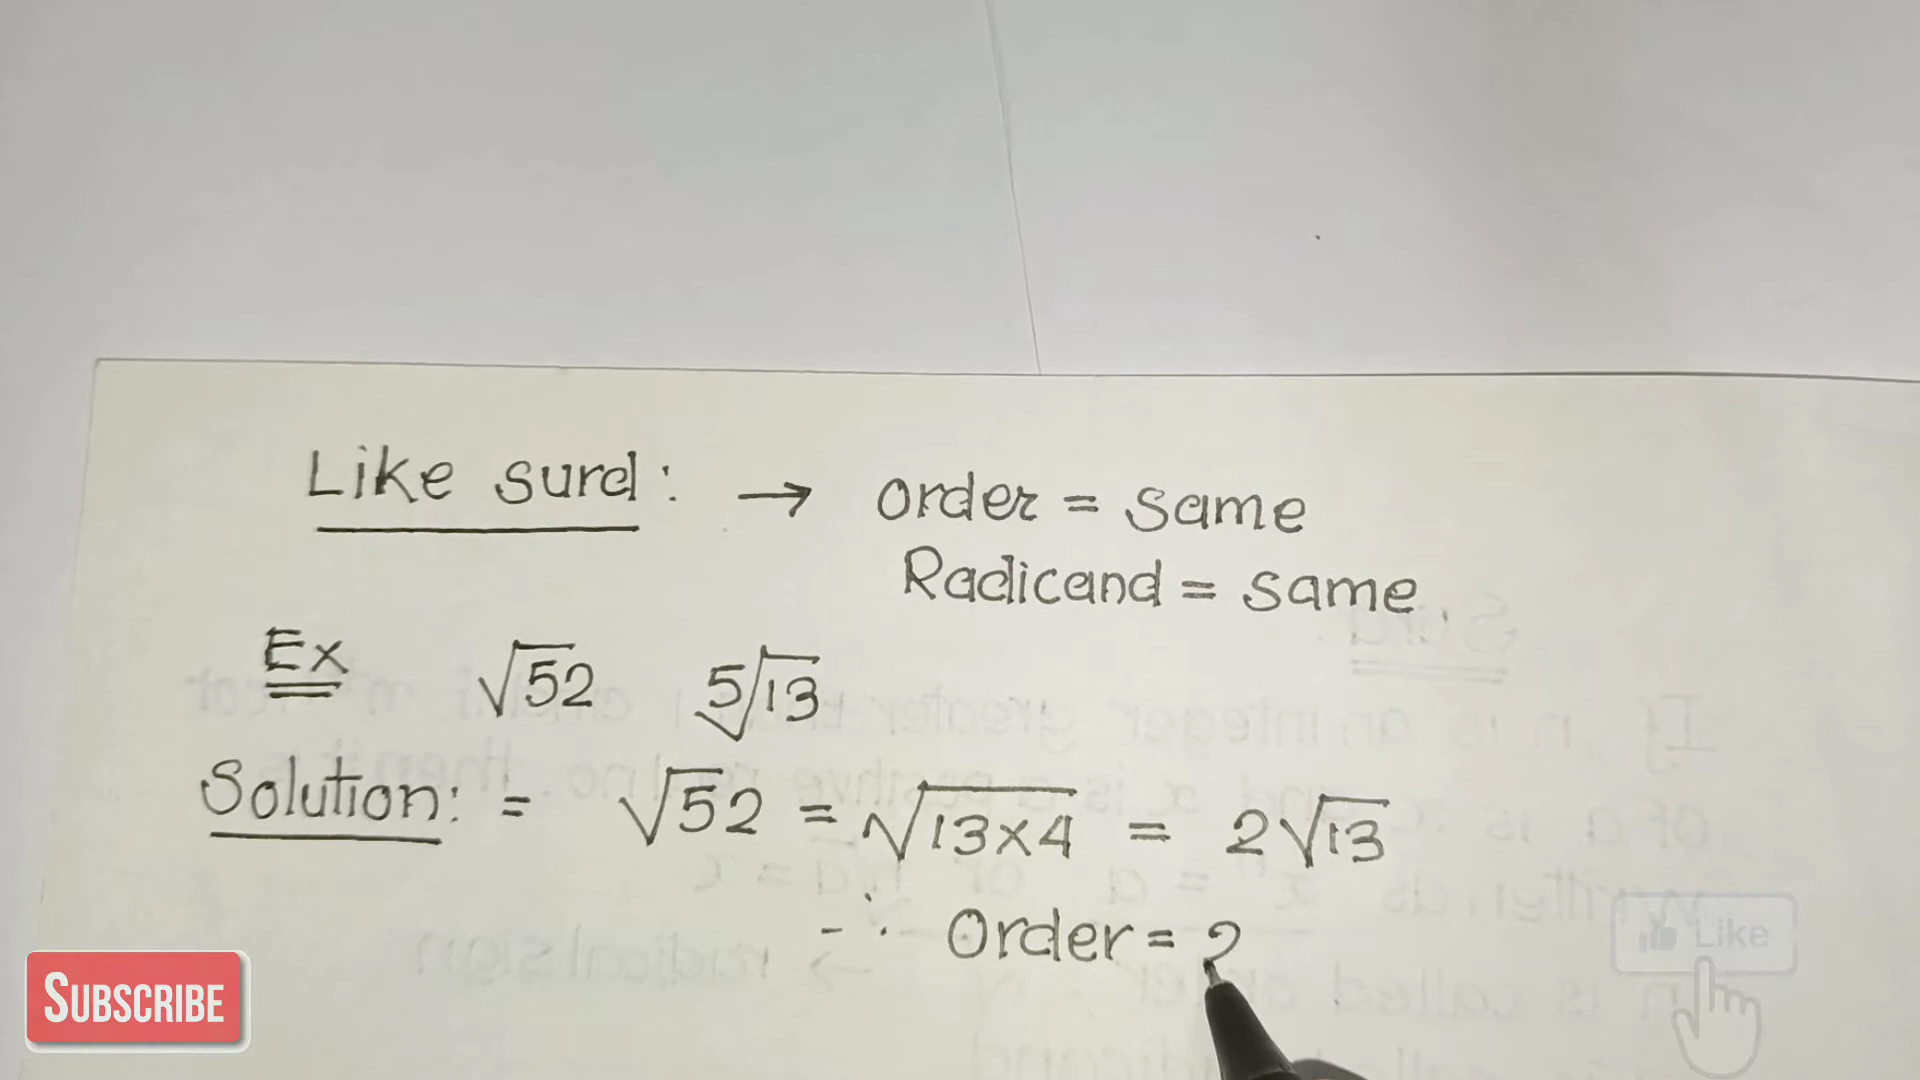 Like surd : → Order = same
Radicand = same
Ex √52 5√13
Solution: = √52 = √13×4 = 2√13
∴ Order = 2
SUBSCRIBE
Like